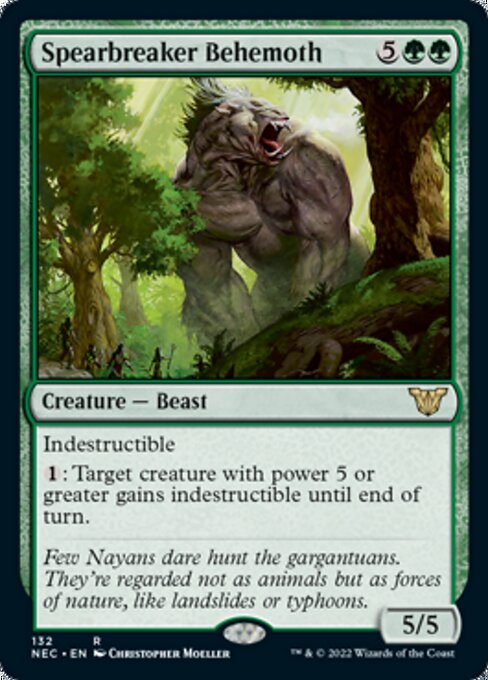 Spearbreaker Behemoth 5
Creature — Beast
Indestructible
1: Target creature with power 5 or
greater gains indestructible until end of
turn.
Few Nayans dare hunt the gargantuans.
They're regarded not as animals but as forces
of nature, like landslides or typhoons.
5/5
132 R
NEC • EN Christopher Moeller
™ & © 2022 Wizards of the Coast